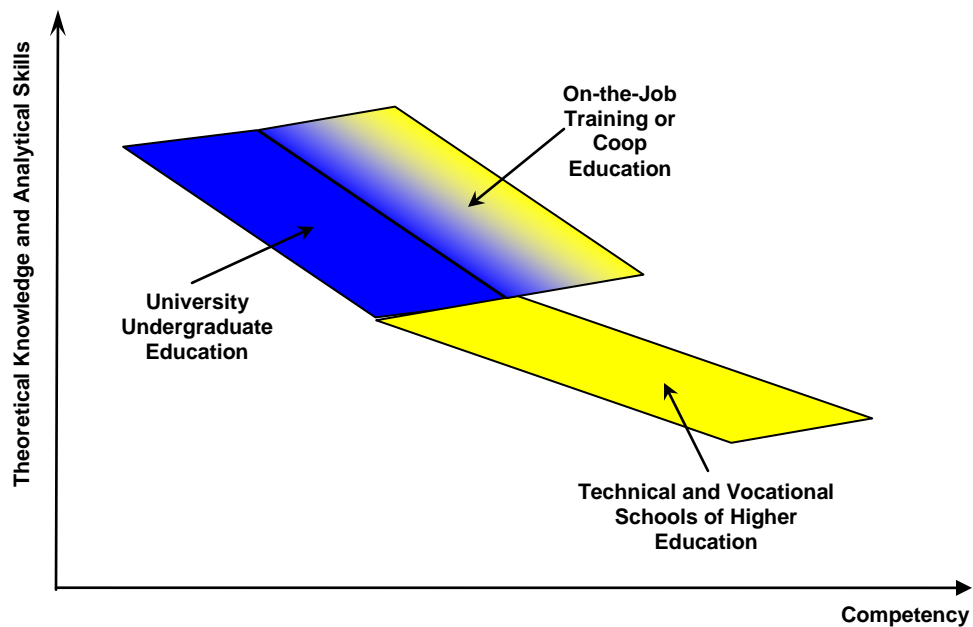 Theoretical Knowledge and Analytical Skills
On-the-Job
Training or
Coop
Education
University
Undergraduate
Education
Technical and Vocational
Schools of Higher
Education
Competency